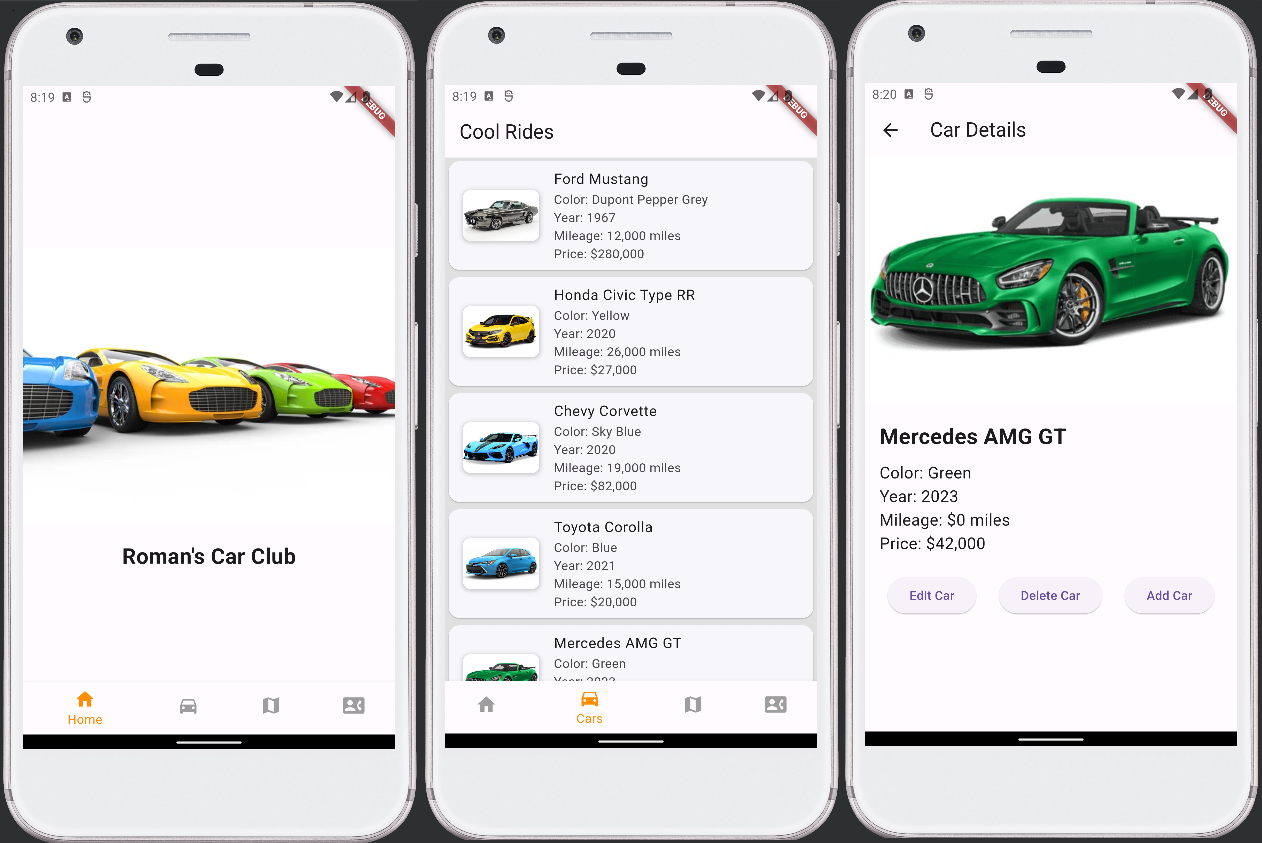 8:19
DEBUG
Roman's Car Club
Home
8:19
DEBUG
Cool Rides
Ford Mustang
Color: Dupont Pepper Grey
Year: 1967
Mileage: 12,000 miles
Price: $280,000
Honda Civic Type RR
Color: Yellow
Year: 2020
Mileage: 26,000 miles
Price: $27,000
Chevy Corvette
Color: Sky Blue
Year: 2020
Mileage: 19,000 miles
Price: $82,000
Toyota Corolla
Color: Blue
Year: 2021
Mileage: 15,000 miles
Price: $20,000
Mercedes AMG GT
Color: Green
Year: 2023
Cars
8:20
DEBUG
Car Details
Mercedes AMG GT
Color: Green
Year: 2023
Mileage: $0 miles
Price: $42,000
Edit Car
Delete Car
Add Car